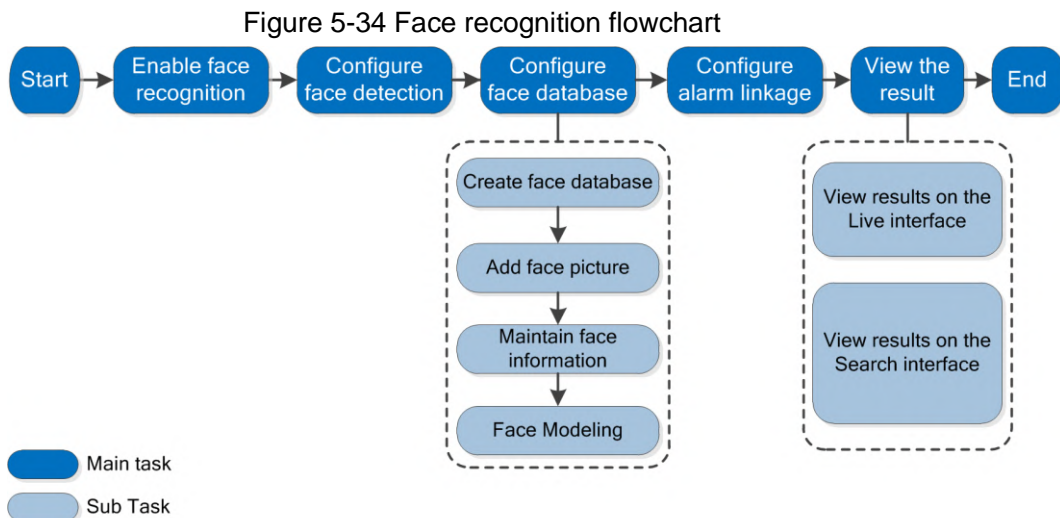 Figure 5-34 Face recognition flowchart
Start
Enable face
recognition
Configure
face detection
Configure
face database
Configure
alarm linkage
View the
result
End
Create face database
Add face picture
Maintain face
information
Face Modeling
View results on the
Live interface
View results on the
Search interface
Main task
Sub Task